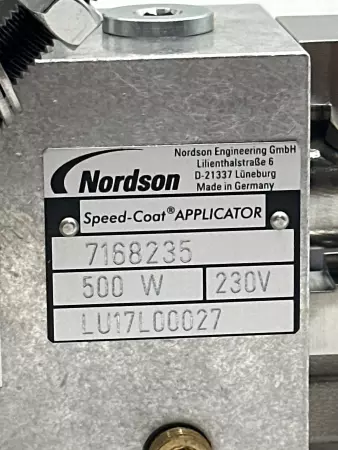 Nordson Engineering GmbH
Lilienthalstraße 6
D-21337 Lüneburg
Made in Germany
Nordson
Speed-Coat® APPLICATOR
7168235
500 W 230V
LU17L00027